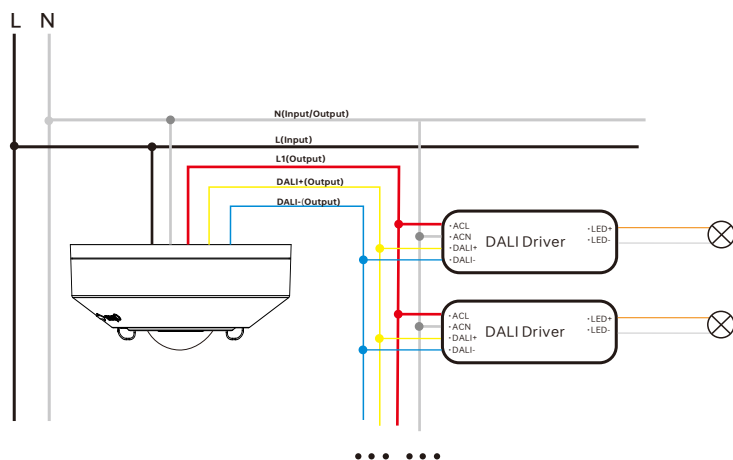 L N
N(Input/Output)
L(Input)
L1(Output)
DALI+(Output)
DALI-(Output)
·ACL
·ACN
·DALI+
·DALI-
DALI Driver
·LED+
·LED-
·ACL
·ACN
·DALI+
·DALI-
DALI Driver
·LED+
·LED-